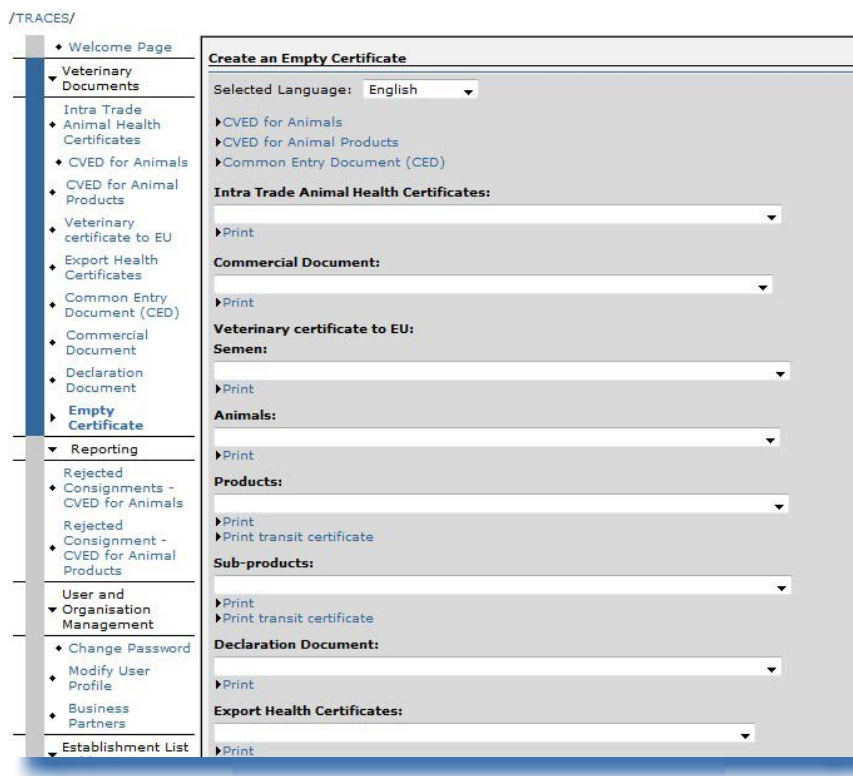 /TRACES/
Welcome Page
Veterinary
Documents
Intra Trade
Animal Health
Certificates
CVED for Animals
CVED for Animal
Products
Veterinary
certificate to EU
Export Health
Certificates
Common Entry
Document (CED)
Commercial
Document
Declaration
Document
Empty
Certificate
Reporting
Rejected
Consignments -
CVED for Animals
Rejected
Consignment -
CVED for Animal
Products
User and
Organisation
Management
Change Password
Modify User
Profile
Business
Partners
Establishment List
Create an Empty Certificate
Selected Language: English
CVED for Animals
CVED for Animal Products
Common Entry Document (CED)
Intra Trade Animal Health Certificates:
Print
Commercial Document:
Print
Veterinary certificate to EU:
Semen:
Print
Animals:
Print
Products:
Print
Print transit certificate
Sub-products:
Print
Print transit certificate
Declaration Document:
Print
Export Health Certificates:
Print